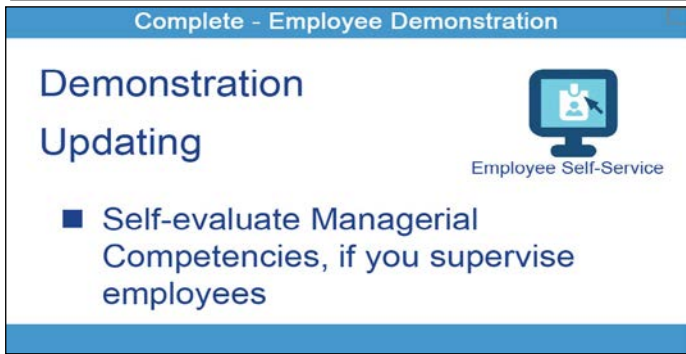 Complete - Employee Demonstration
Demonstration
Updating
Employee Self-Service
■ Self-evaluate Managerial
Competencies, if you supervise
employees